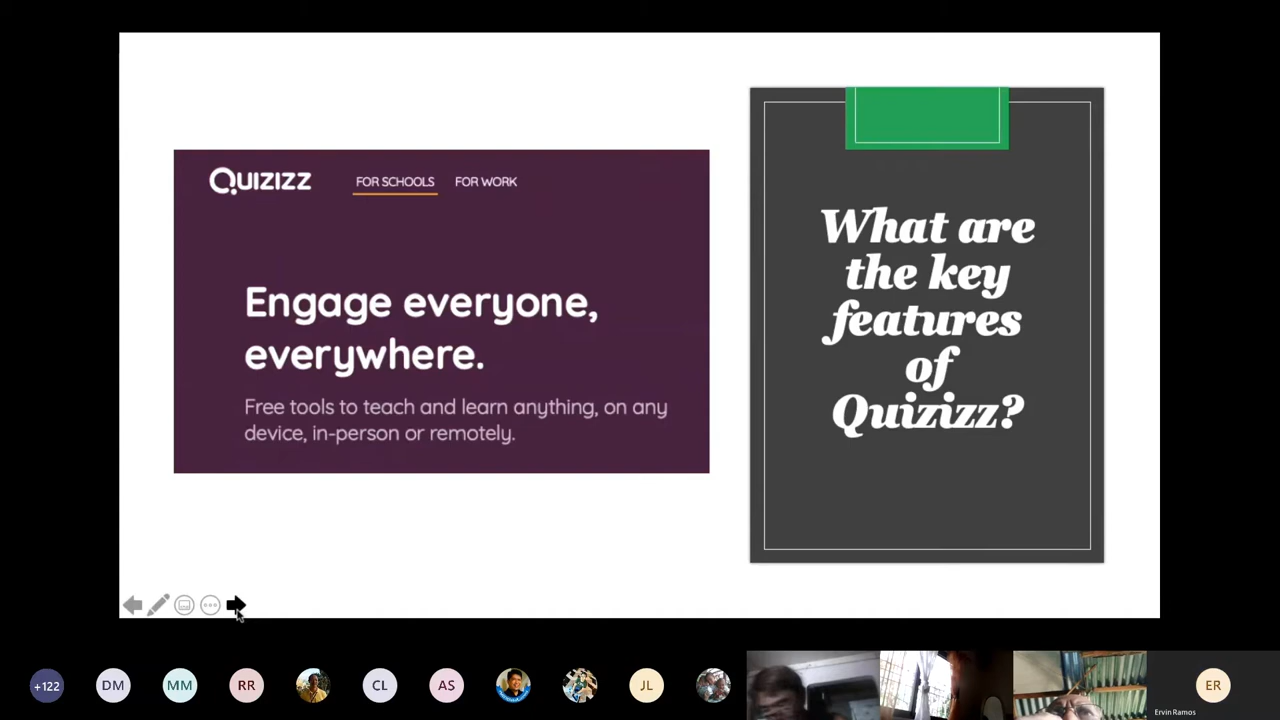 QUIZIZZ
FOR SCHOOLS
FOR WORK
Engage everyone,
everywhere.
Free tools to teach and learn anything, on any
device, in-person or remotely.
What are
the key
features
of
Quizizz?
+122
DM
MM
RR
CL
AS
JL
ER
Ervin Ramos